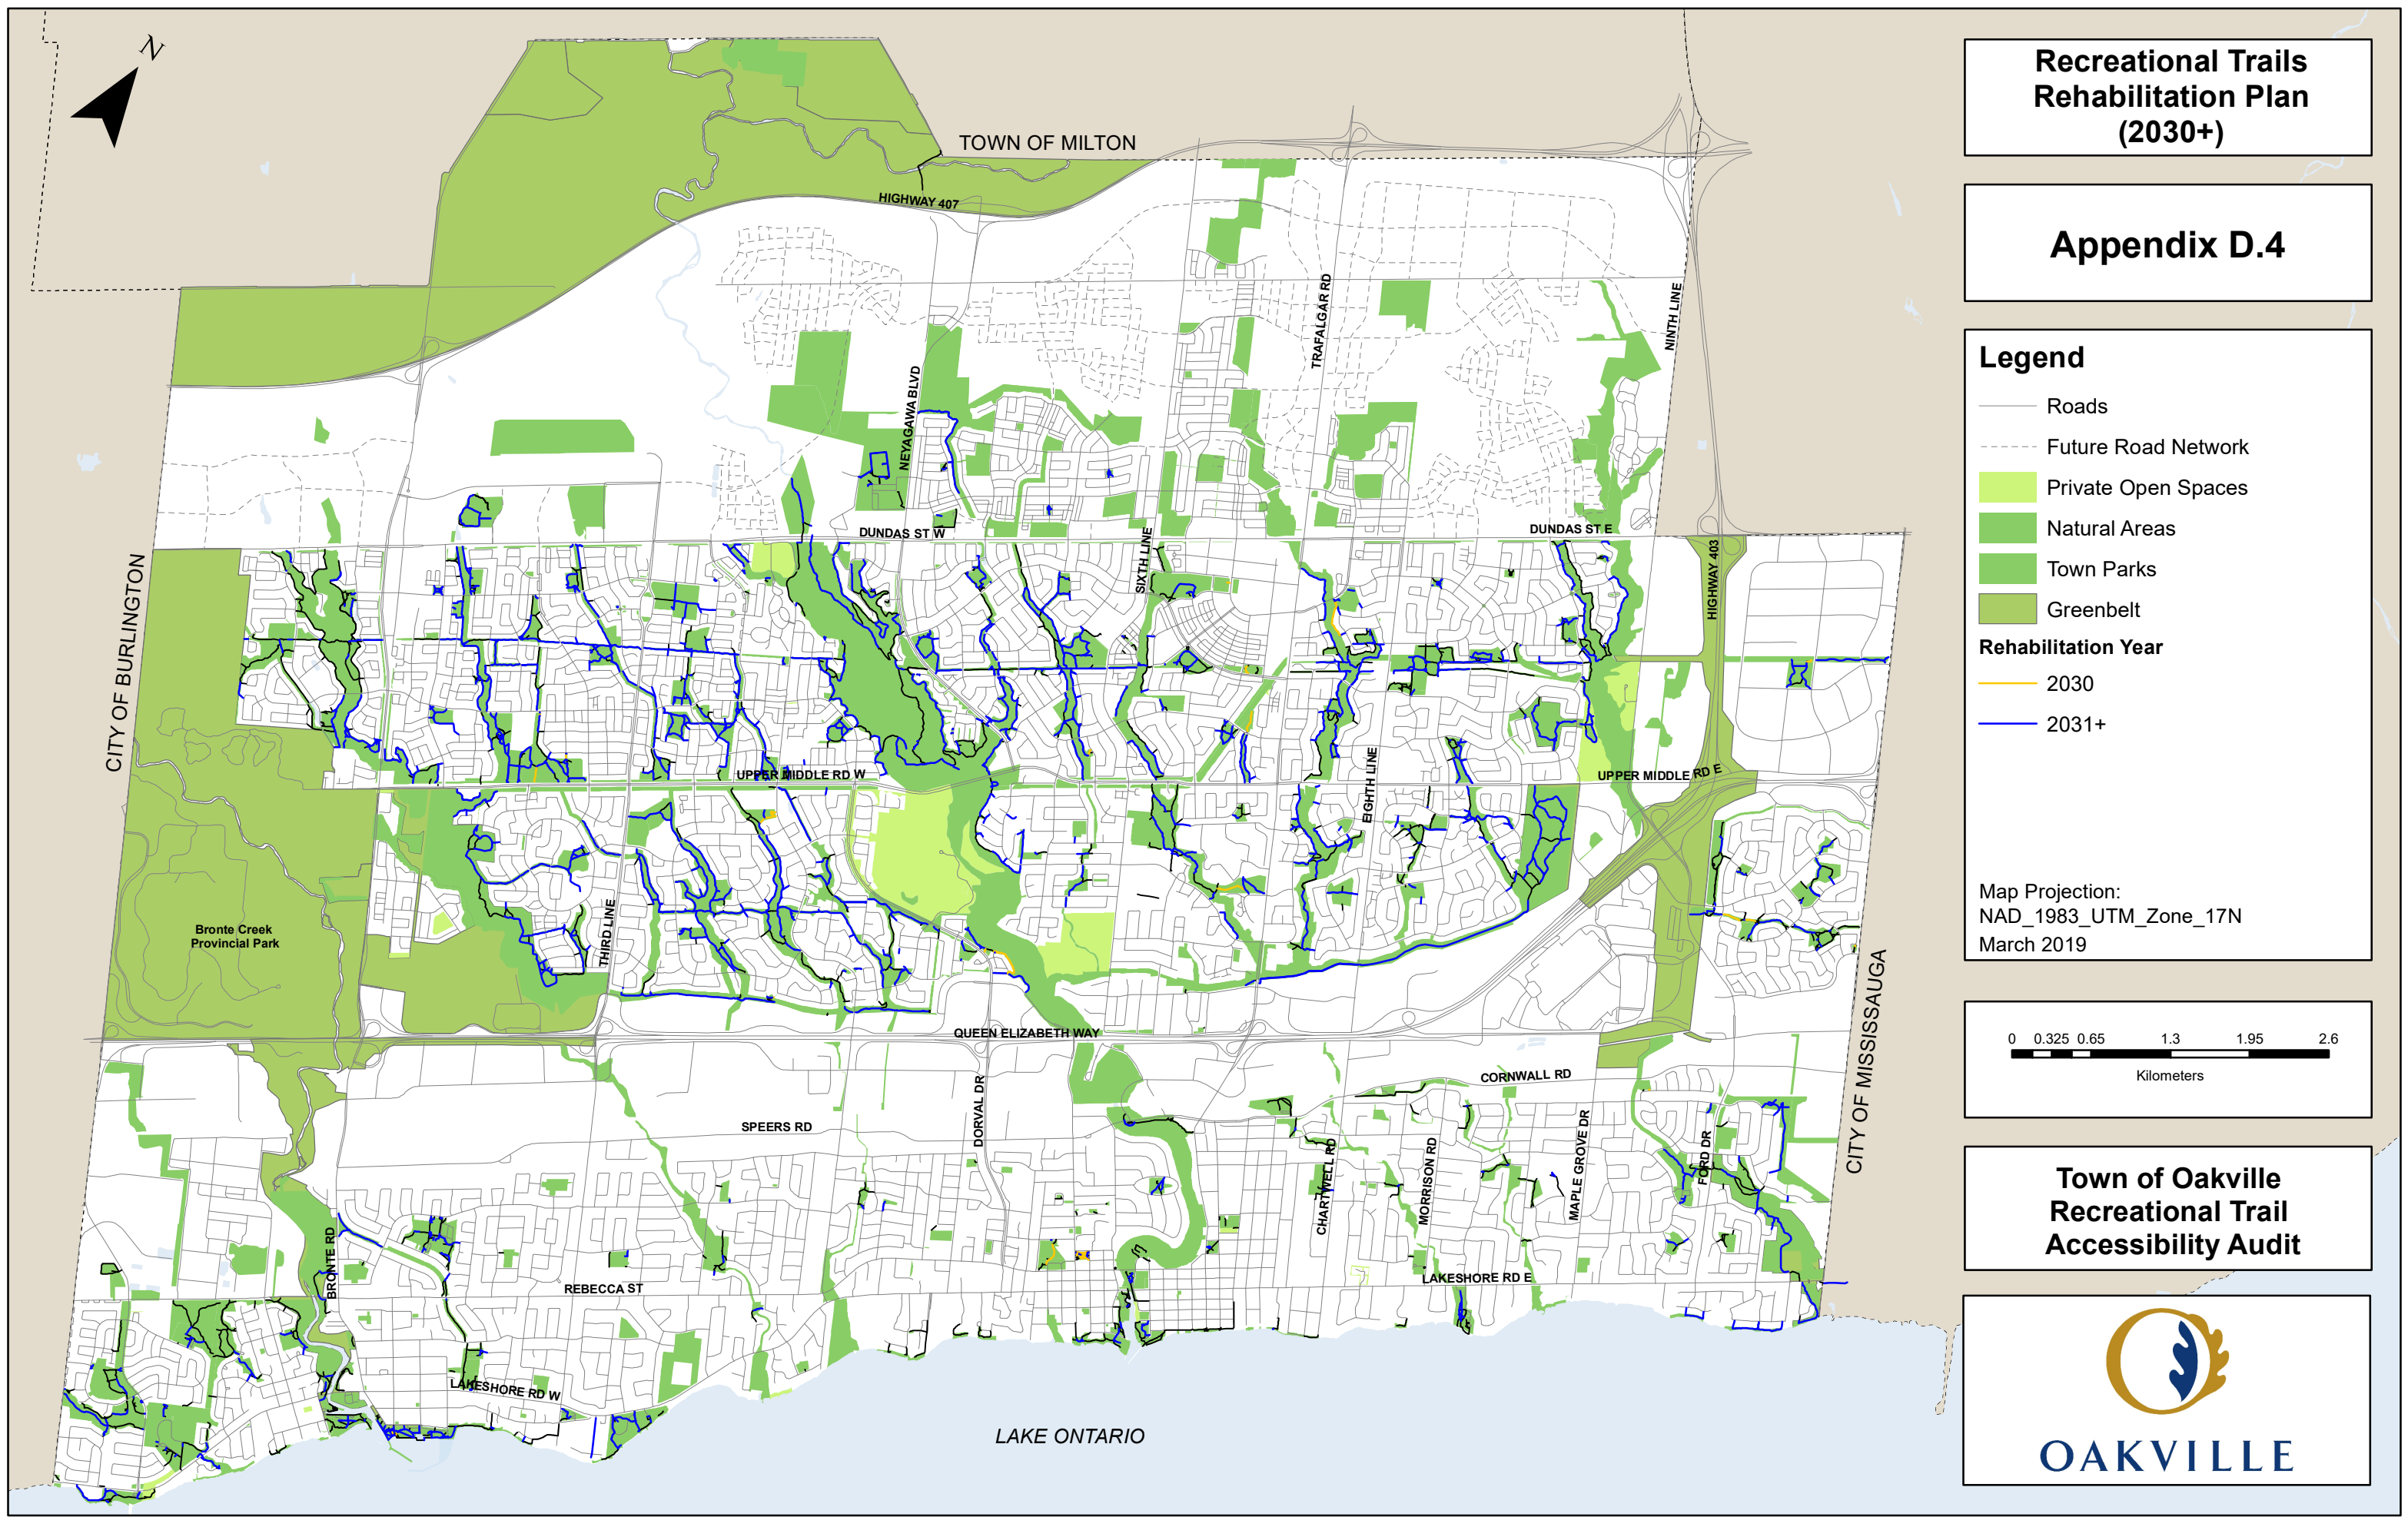 N
TOWN OF MILTON
HIGHWAY 407
TRAFALGAR RD
NINTH LINE
NEYAGAWA BLVD
DUNDAS ST W
DUNDAS ST E
SIXTH LINE
HIGHWAY 403
CITY OF BURLINGTON
UPPER MIDDLE RD W
UPPER MIDDLE RD E
EIGHTH LINE
Bronte Creek
Provincial Park
THIRD LINE
CITY OF MISSISSAUGA
QUEEN ELIZABETH WAY
CORNWALL RD
DORVAL DR
SPEERS RD
CHARTWELL RD
MORRISON RD
MAPLE GROVE DR
FORD DR
BRONTE RD
REBECCA ST
LAKESHORE RD E
LAKESHORE RD W
LAKE ONTARIO
Recreational Trails
Rehabilitation Plan
(2030+)
Appendix D.4
Legend
Roads
Future Road Network
Private Open Spaces
Natural Areas
Town Parks
Greenbelt
Rehabilitation Year
2030
2031+
Map Projection:
NAD_1983_UTM_Zone_17N
March 2019
0 0.325 0.65 1.3 1.95 2.6
Kilometers
Town of Oakville
Recreational Trail
Accessibility Audit
OAKVILLE